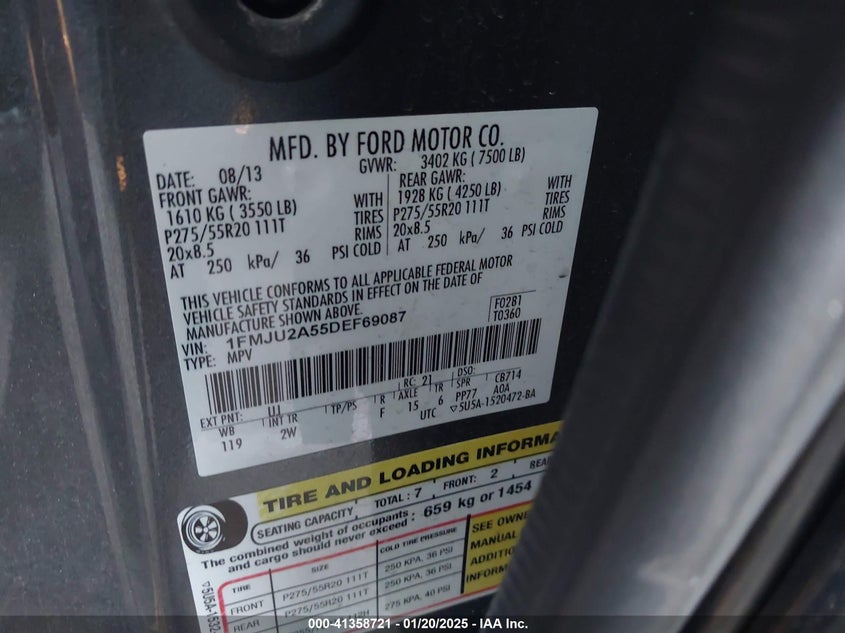 MFD. BY FORD MOTOR CO.
DATE: 08/13 GVWR: 3402 KG ( 7500 LB)
FRONT GAWR: REAR GAWR:
1610 KG ( 3550 LB) WITH 1928 KG ( 4250 LB) WITH
P275/55R20 111T TIRES P275/55R20 111T TIRES
20x8.5 RIMS 20x8.5 RIMS
AT 250 kPa/ 36 PSI COLD AT 250 kPa/ 36 PSI COLD
THIS VEHICLE CONFORMS TO ALL APPLICABLE FEDERAL MOTOR
VEHICLE SAFETY STANDARDS IN EFFECT ON THE DATE OF
MANUFACTURE SHOWN ABOVE.
F0281
T0360
VIN: 1FMJU2A55DEF69087
TYPE: MPV
EXT PNT: UJ RC: 21 DSO:
WB INT TR TP/PS R AXLE TR SPR CB714
119 2W F 15 6 PP77 A0A
UTC ▽5U5A-1520472-BA
TIRE AND LOADING INFORMA
SEATING CAPACITY TOTAL : 7 FRONT: 2 REA
The combined weight of occupants
and cargo should never exceed : 659 kg or 1454
TIRE SIZE COLD TIRE PRESSURE
FRONT P275/55R20 111T 250 KPA, 36 PSI
REAR P275/55R20 111T 250 KPA, 36 PSI
275 KPA, 40 PSI
SEE OWNE
MANUAL
ADDITIO
INFORM
▽5U5A-1532
000-41358721 - 01/20/2025 - IAAI Inc.